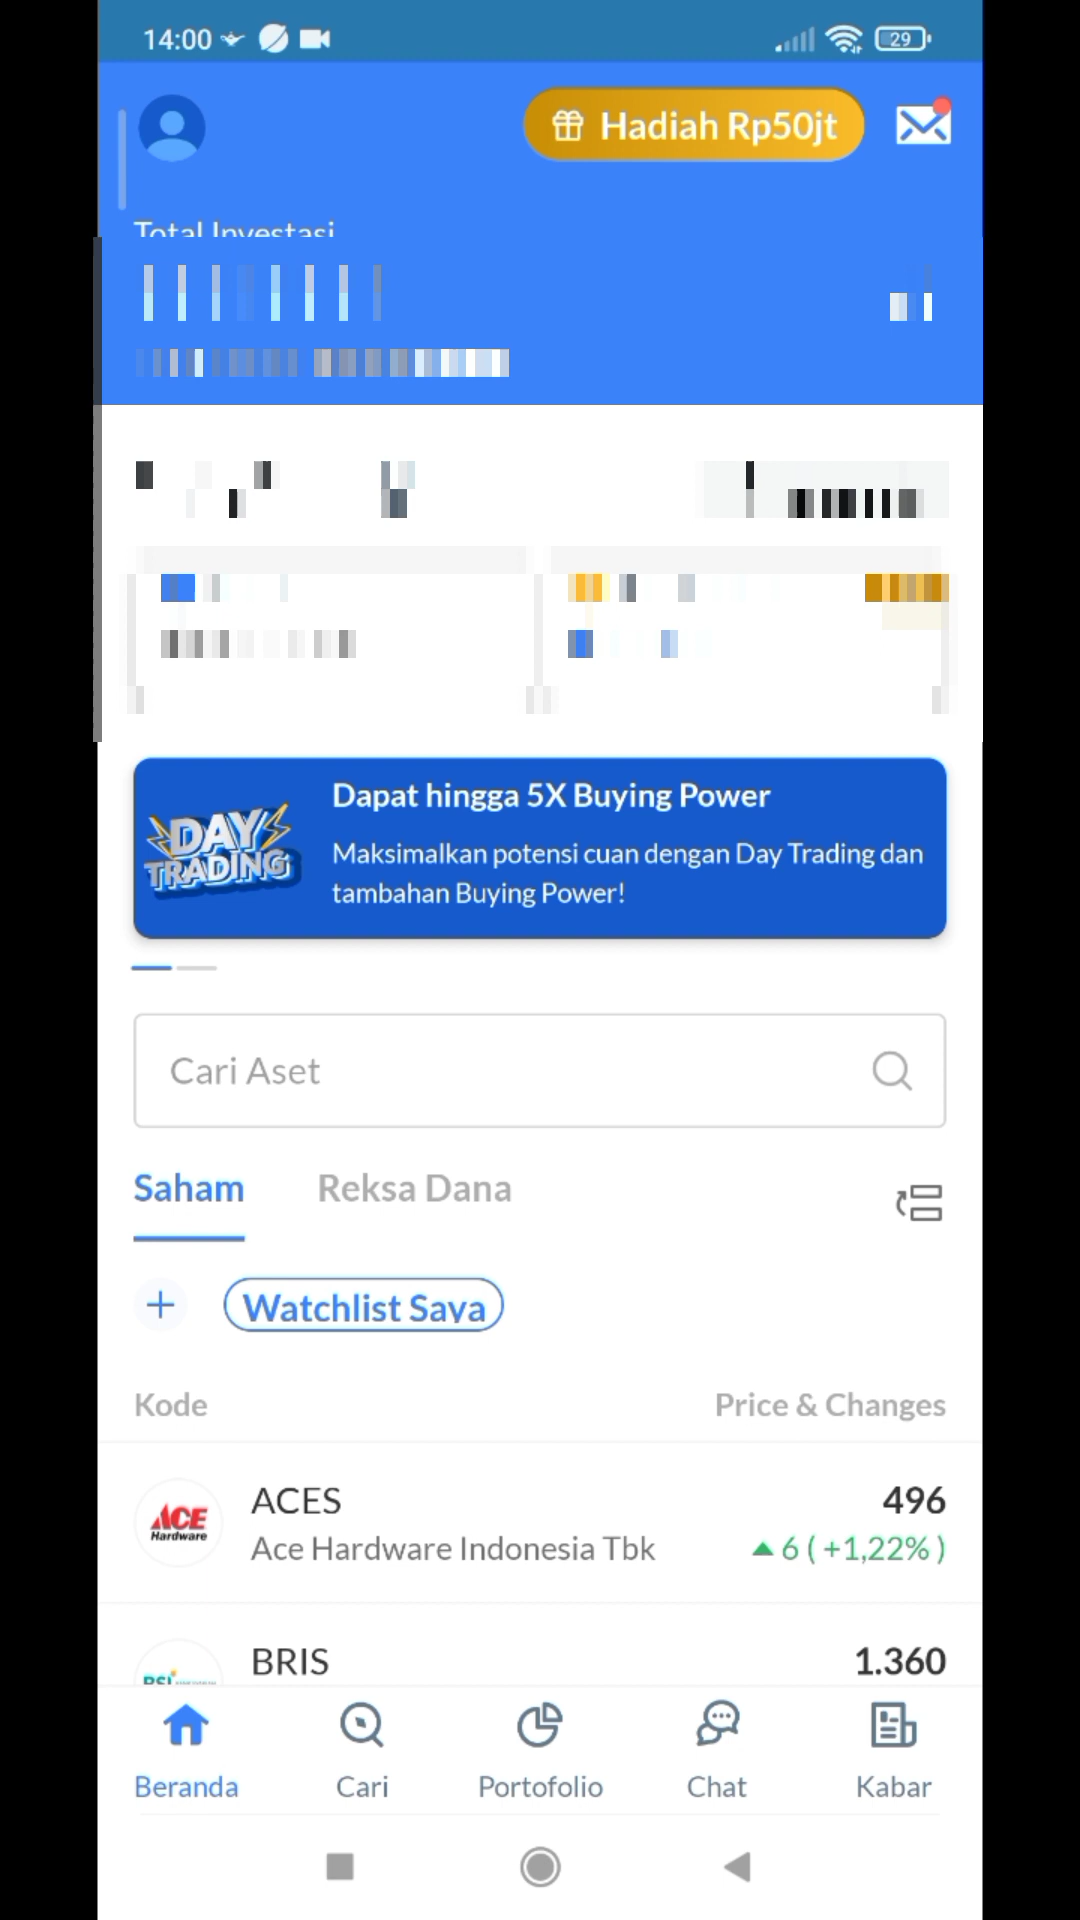 14:00
29
Hadiah Rp50jt
Total Investasi
DAY
TRADING
Dapat hingga 5X Buying Power
Maksimalkan potensi cuan dengan Day Trading dan
tambahan Buying Power!
Cari Aset
Saham
Reksa Dana
Watchlist Saya
Kode
Price & Changes
ACE
Hardware
ACES
496
Ace Hardware Indonesia Tbk
6 ( +1,22% )
BSI
BRIS
1.360
Beranda
Cari
Portofolio
Chat
Kabar